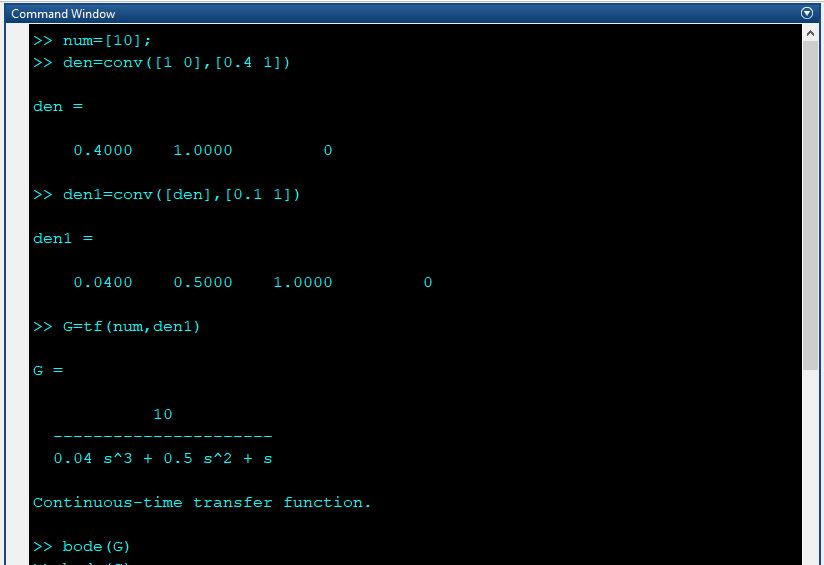 Command Window
>> num=[10];
>> den=conv([1 0],[0.4 1])
den =
0.4000 1.0000 0
>> den1=conv([den],[0.1 1])
den1 =
0.0400 0.5000 1.0000 0
>> G=tf(num,den1)
G =
10
----------------------
0.04 s^3 + 0.5 s^2 + s
Continuous-time transfer function.
>> bode(G)